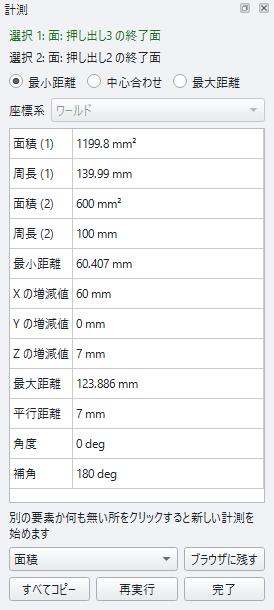 計測
選択 1: 面: 押し出し3 の終了面
選択 2: 面: 押し出し2 の終了面
最小距離 中心合わせ 最大距離
座標系 ワールド
面積 (1) 1199.8 mm²
周長 (1) 139.99 mm
面積 (2) 600 mm²
周長 (2) 100 mm
最小距離 60.407 mm
X の増減値 60 mm
Y の増減値 0 mm
Z の増減値 7 mm
最大距離 123.886 mm
平行距離 7 mm
角度 0 deg
補角 180 deg
別の要素か何も無い所をクリックすると新しい計測を
始めます
面積 ブラウザに残す
すべてコピー 再実行 完了